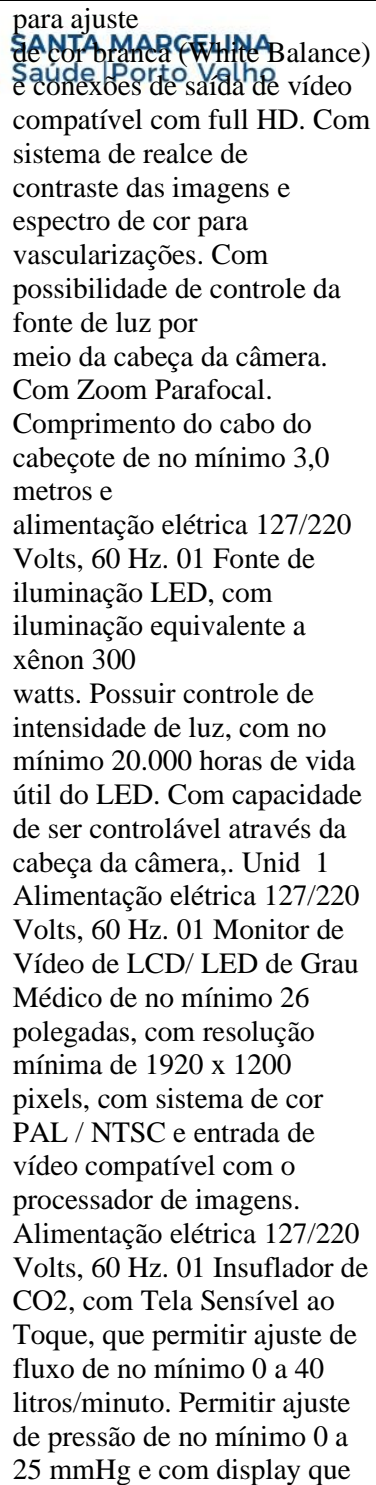 para ajuste
SANTA MARCELINA
de cor branca (White Balance)
Saúde | Porto Velho
e conexões de saída de vídeo
compatível com full HD. Com
sistema de realce de
contraste das imagens e
espectro de cor para
vascularizações. Com
possibilidade de controle da
fonte de luz por
meio da cabeça da câmera.
Com Zoom Parafocal.
Comprimento do cabo do
cabeçote de no mínimo 3,0
metros e
alimentação elétrica 127/220
Volts, 60 Hz. 01 Fonte de
iluminação LED, com
iluminação equivalente a
xênon 300
watts. Possuir controle de
intensidade de luz, com no
mínimo 20.000 horas de vida
útil do LED. Com capacidade
de ser controlável através da
cabeça da câmera,. Unid 1
Alimentação elétrica 127/220
Volts, 60 Hz. 01 Monitor de
Vídeo de LCD/ LED de Grau
Médico de no mínimo 26
polegadas, com resolução
mínima de 1920 x 1200
pixels, com sistema de cor
PAL / NTSC e entrada de
vídeo compatível com o
processador de imagens.
Alimentação elétrica 127/220
Volts, 60 Hz. 01 Insuflador de
CO2, com Tela Sensível ao
Toque, que permitir ajuste de
fluxo de no mínimo 0 a 40
litros/minuto. Permitir ajuste
de pressão de no mínimo 0 a
25 mmHg e com display que